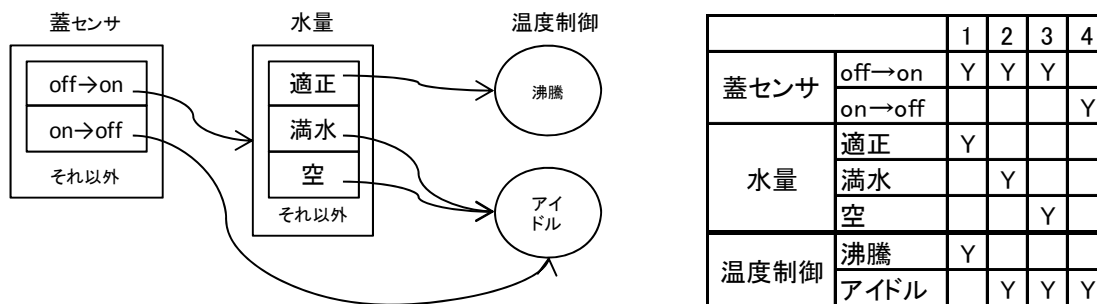 蓋センサ
off→on
on→off
それ以外
水量
適正
満水
空
それ以外
温度制御
沸騰
アイ
ドル
1 2 3 4
蓋センサ off→on Y Y Y
on→off Y
水量 適正 Y
満水 Y
空 Y
温度制御 沸騰 Y
アイドル Y Y Y